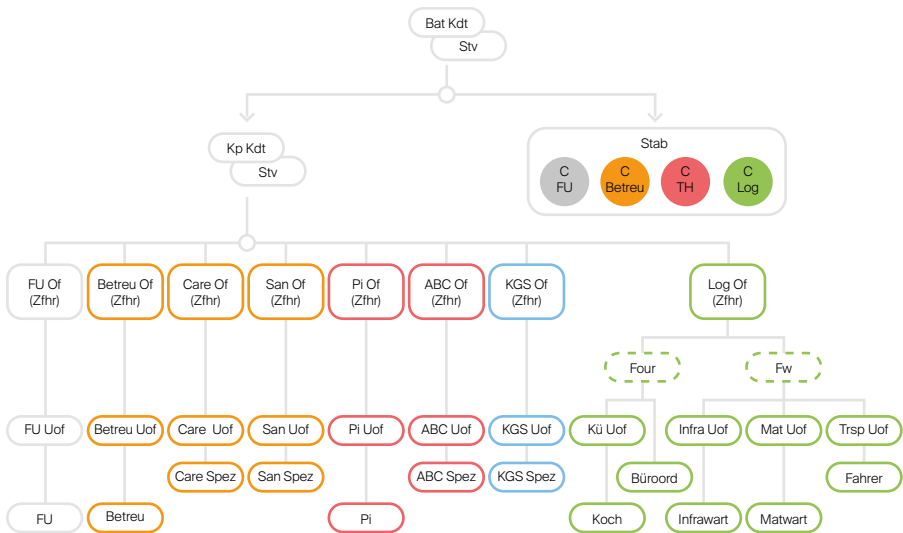 Bat Kdt
Stv
Kp Kdt
Stv
Stab
C
FU
C
Betreu
C
TH
C
Log
FU Of
(Zfhr)
Betreu Of
(Zfhr)
Care Of
(Zfhr)
San Of
(Zfhr)
Pi Of
(Zfhr)
ABC Of
(Zfhr)
KGS Of
(Zfhr)
Log Of
(Zfhr)
Four
Fw
FU Uof
Betreu Uof
Care Uof
San Uof
Pi Uof
ABC Uof
KGS Uof
Kü Uof
Infra Uof
Mat Uof
Trsp Uof
Care Spez
San Spez
ABC Spez
KGS Spez
Büroord
Fahrer
FU
Betreu
Pi
Koch
Infrawart
Matwart